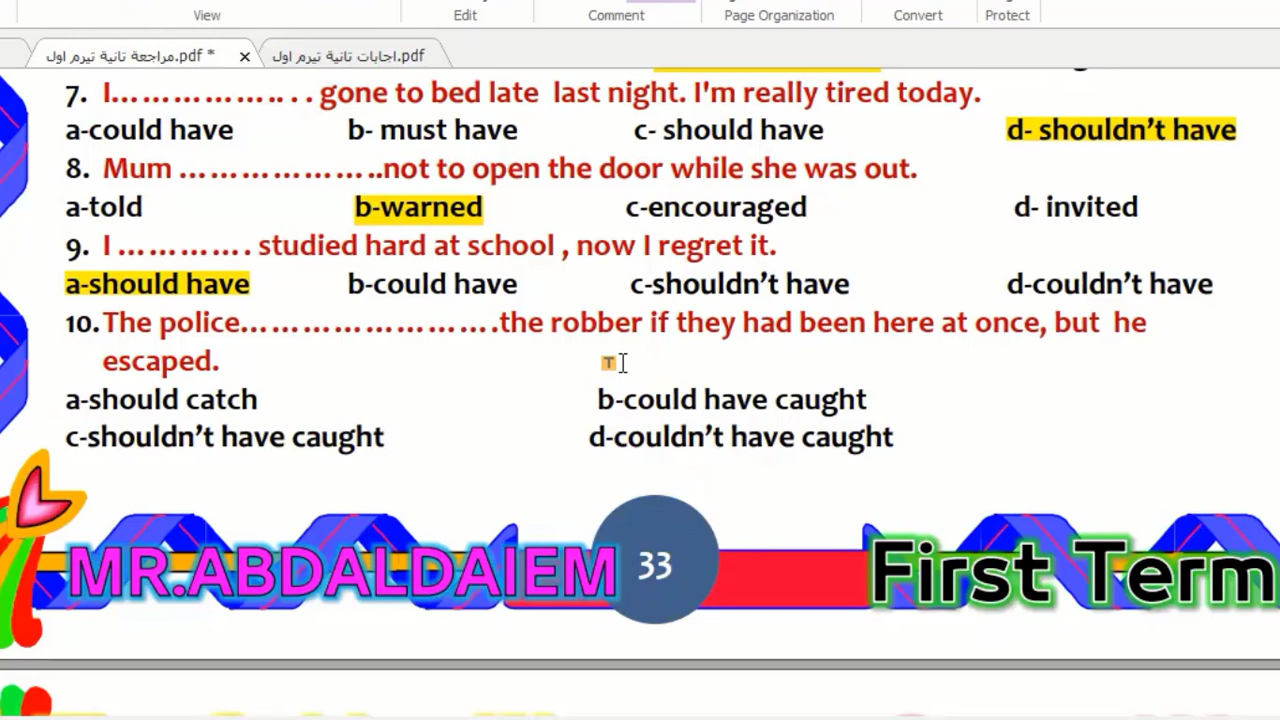 View Edit Comment Page Organization Convert Protect
مراجعة تانية تيرم اول.pdf * اجابات تانية تيرم اول.pdf
7. I…………….. . . gone to bed late last night. I'm really tired today.
a-could have b- must have c- should have d- shouldn’t have
8. Mum ………………..not to open the door while she was out.
a-told b-warned c-encouraged d- invited
9. I …………. studied hard at school , now I regret it.
a-should have b-could have c-shouldn’t have d-couldn’t have
10. The police…………………….the robber if they had been here at once, but he
escaped.
a-should catch b-could have caught
c-shouldn’t have caught d-couldn’t have caught
MR.ABDALDAIEM 33 First Term